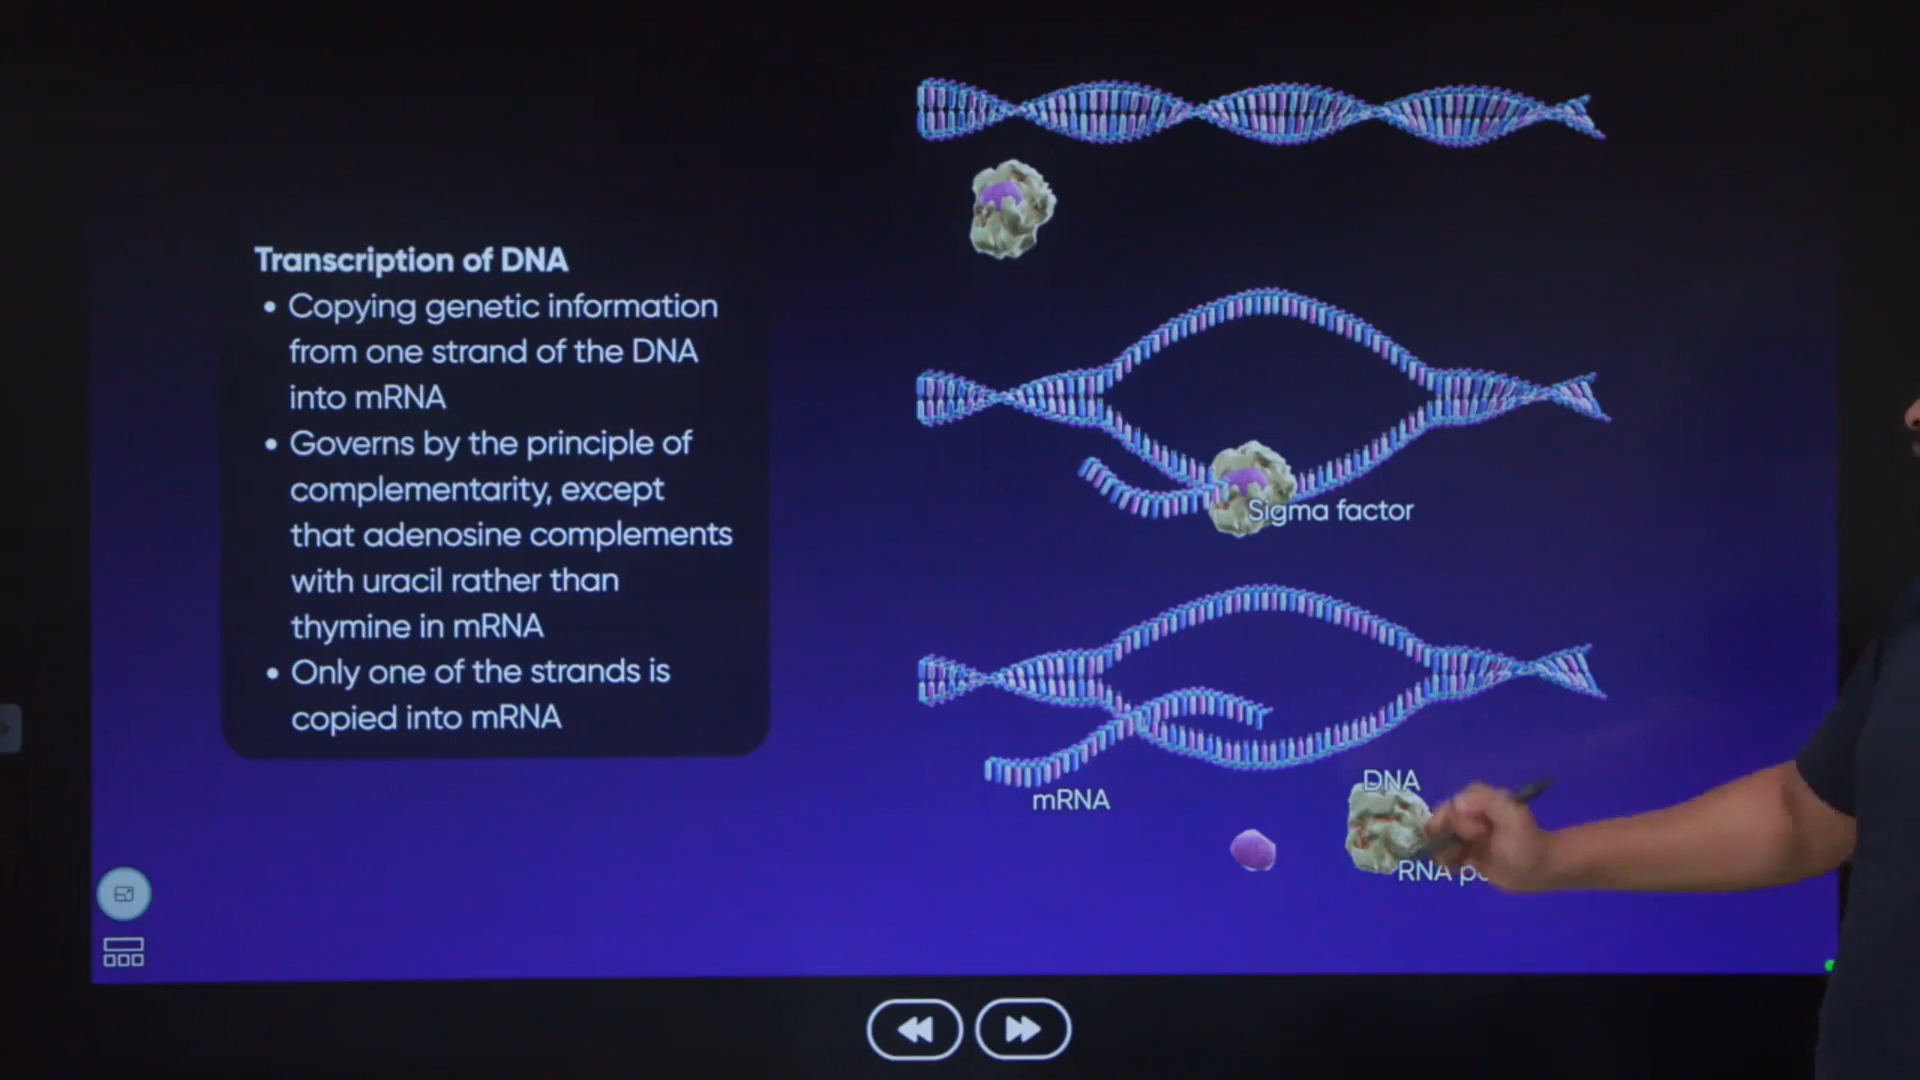 Transcription of DNA
• Copying genetic information
from one strand of the DNA
into mRNA
• Governs by the principle of
complementarity, except
that adenosine complements
with uracil rather than
thymine in mRNA
• Only one of the strands is
copied into mRNA
Sigma factor
mRNA
DNA
RNA